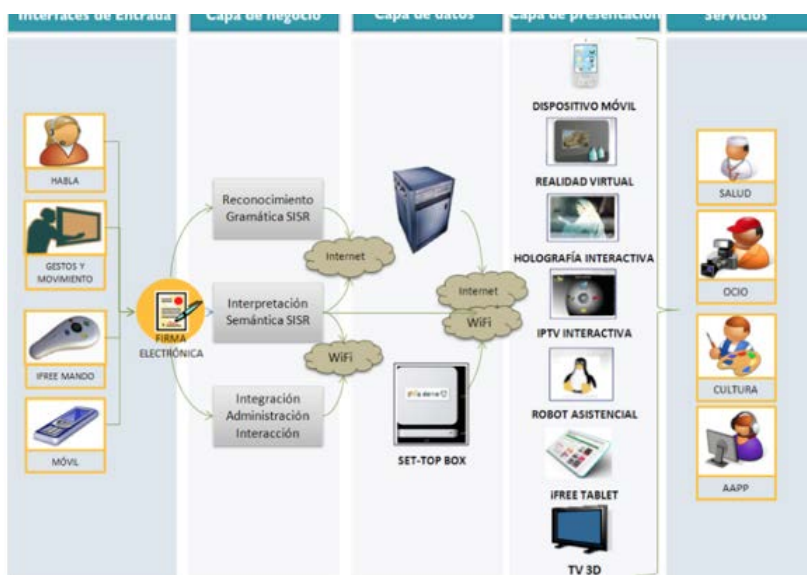 Interfaces de Entrada
Capa de negocio
Capa de datos
Capa de presentación
Servicios
HABLA
GESTOS Y
MOVIMIENTO
IFREE MANDO
MÓVIL
FIRMA
ELECTRÓNICA
Reconocimiento
Gramática SISR
Interpretación
Semántica SISR
Integración
Administración
Interacción
Internet
WiFi
Internet
WiFi
SET-TOP BOX
DISPOSITIVO MÓVIL
REALIDAD VIRTUAL
HOLOGRAFÍA INTERACTIVA
IPTV INTERACTIVA
ROBOT ASISTENCIAL
iFREE TABLET
TV 3D
SALUD
OCIO
CULTURA
AAPP